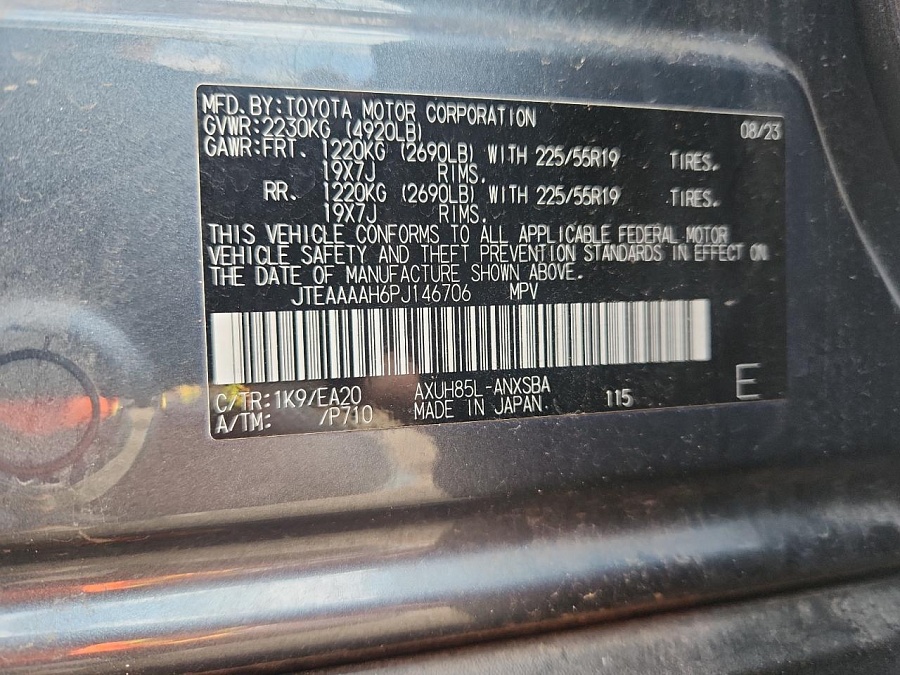 MFD.BY:TOYOTA MOTOR CORPORATION 08/23
GVWR:2230KG (4920LB)
GAWR:FRT. 1220KG (2690LB) WITH 225/55R19 TIRES.
19X7J RIMS.
RR. 1220KG (2690LB) WITH 225/55R19 TIRES.
19X7J RIMS.
THIS VEHICLE CONFORMS TO ALL APPLICABLE FEDERAL MOTOR
VEHICLE SAFETY AND THEFT PREVENTION STANDARDS IN EFFECT ON
THE DATE OF MANUFACTURE SHOWN ABOVE.
JTEAAAAH6PJ146706 MPV
C/TR:1K9/EA20 AXUH85L-ANXSBA E
A/TM: /P710 MADE IN JAPAN 115